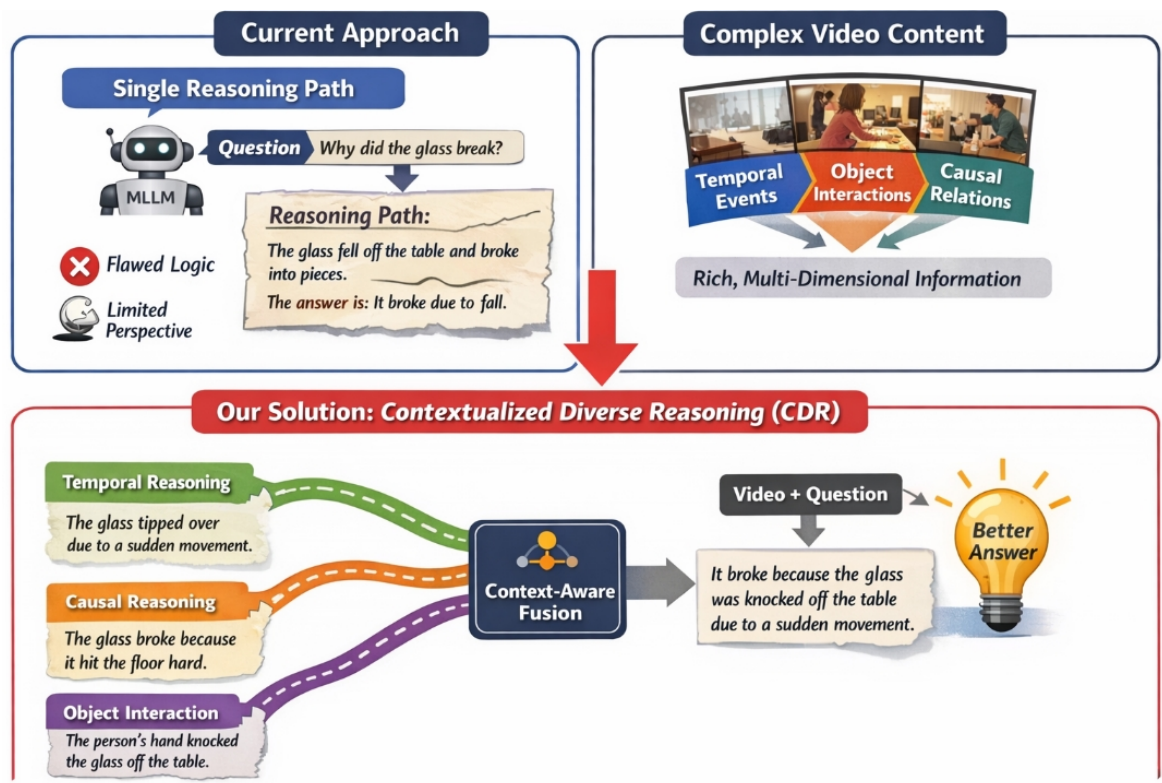 Current Approach
Single Reasoning Path
MLLM
Question
Why did the glass break?
Reasoning Path:
The glass fell off the table and broke
into pieces.
The answer is: It broke due to fall.
Flawed Logic
Limited
Perspective
Complex Video Content
Temporal
Events
Object
Interactions
Causal
Relations
Rich, Multi-Dimensional Information
Our Solution: Contextualized Diverse Reasoning (CDR)
Temporal Reasoning
The glass tipped over
due to a sudden movement.
Causal Reasoning
The glass broke because
it hit the floor hard.
Object Interaction
The person's hand knocked
the glass off the table.
Context-Aware
Fusion
Video + Question
It broke because the glass
was knocked off the table
due to a sudden movement.
Better
Answer